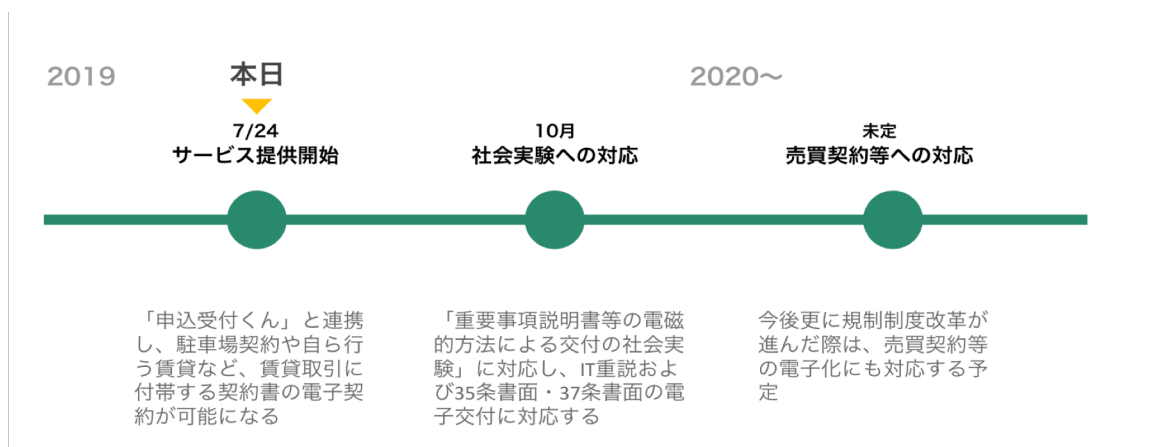 2019
本日
2020～
7/24
サービス提供開始
10月
社会実験への対応
未定
売買契約等への対応
「申込受付くん」と連携
し、駐車場契約や自ら行
う賃貸など、賃貸取引に
付帯する契約書の電子契
約が可能になる
「重要事項説明書等の電磁
的方法による交付の社会実
験」に対応し、IT重説およ
び35条書面・37条書面の電
子交付に対応する
今後更に規制制度改革が
進んだ際は、売買契約等
の電子化にも対応する予
定